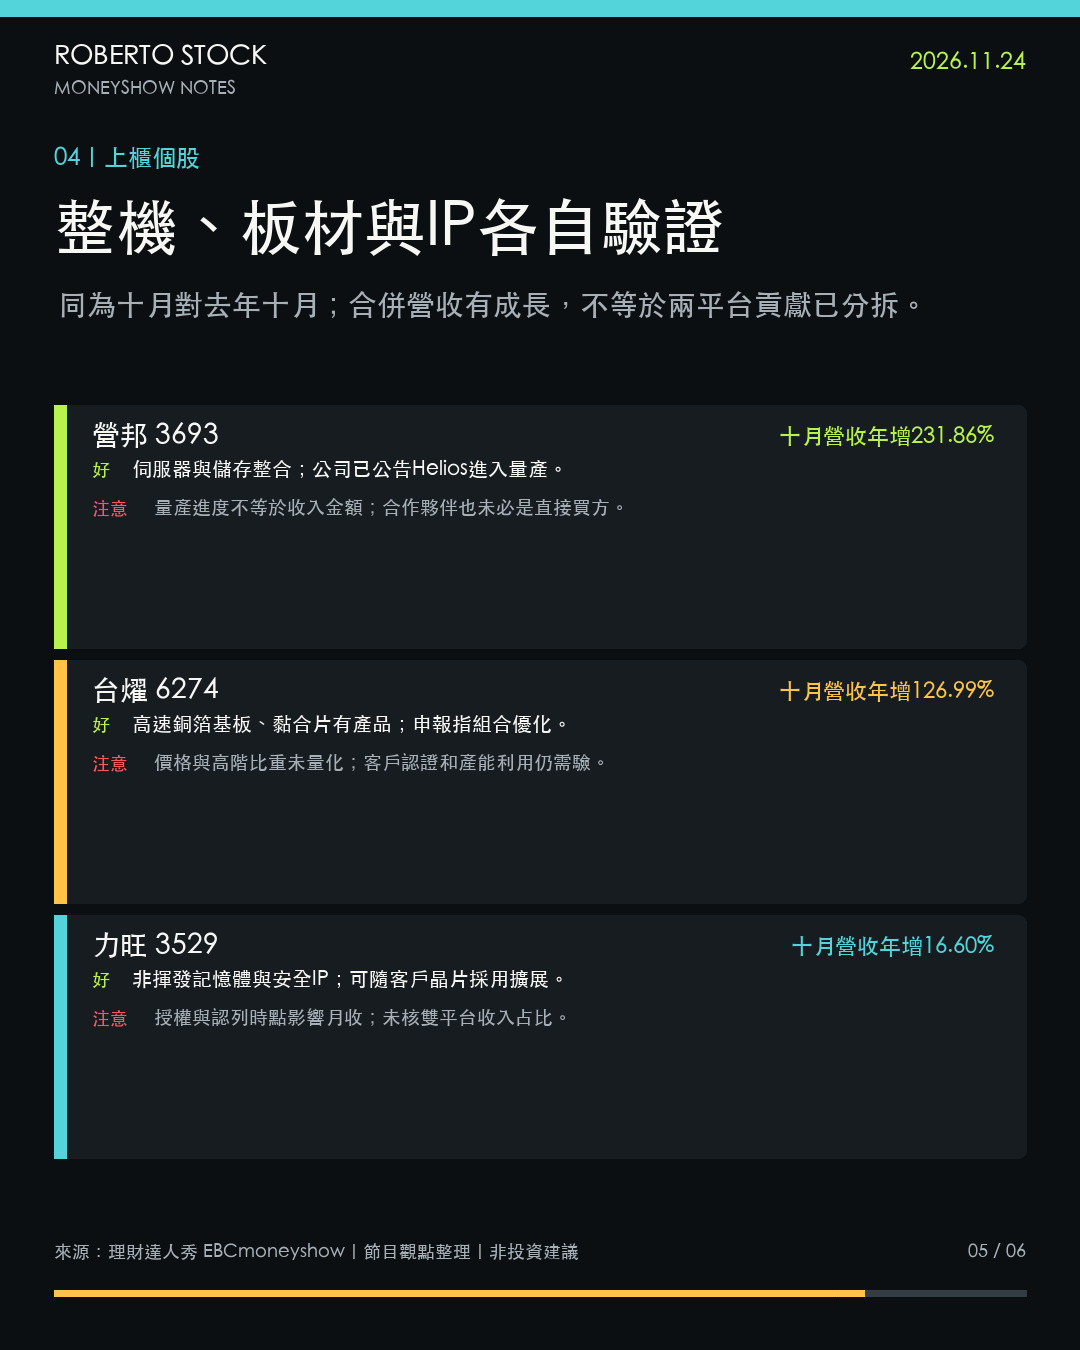 ROBERTO STOCK
MONEYSHOW NOTES
2026.11.24
04｜上櫃個股
整機、板材與IP各自驗證
同為十月對去年十月；合併營收有成長，不等於兩平台貢獻已分拆。
營邦 3693
十月營收年增231.86%
好 伺服器與儲存整合；公司已公告Helios進入量產。
注意 量產進度不等於收入金額；合作夥伴也未必是直接買方。
台燿 6274
十月營收年增126.99%
好 高速銅箔基板、黏合片有產品；申報指組合優化。
注意 價格與高階比重未量化；客戶認證和產能利用仍需驗。
力旺 3529
十月營收年增16.60%
好 非揮發記憶體與安全IP；可隨客戶晶片採用擴展。
注意 授權與認列時點影響月收；未核雙平台收入占比。
來源：理財達人秀 EBCmoneyshow｜節目觀點整理｜非投資建議
05 / 06